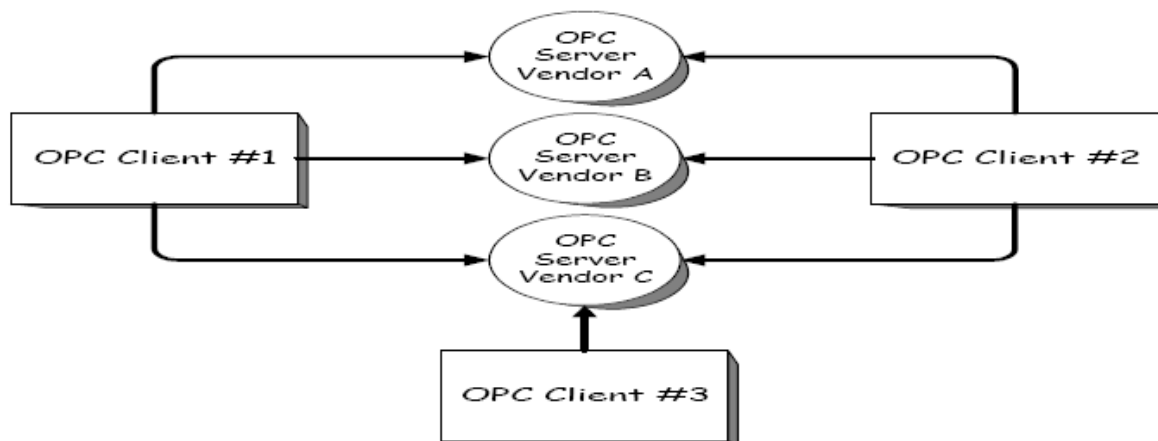 OPC
Server
Vendor A
OPC Client #1
OPC
Server
Vendor B
OPC Client #2
OPC
Server
Vendor C
OPC Client #3